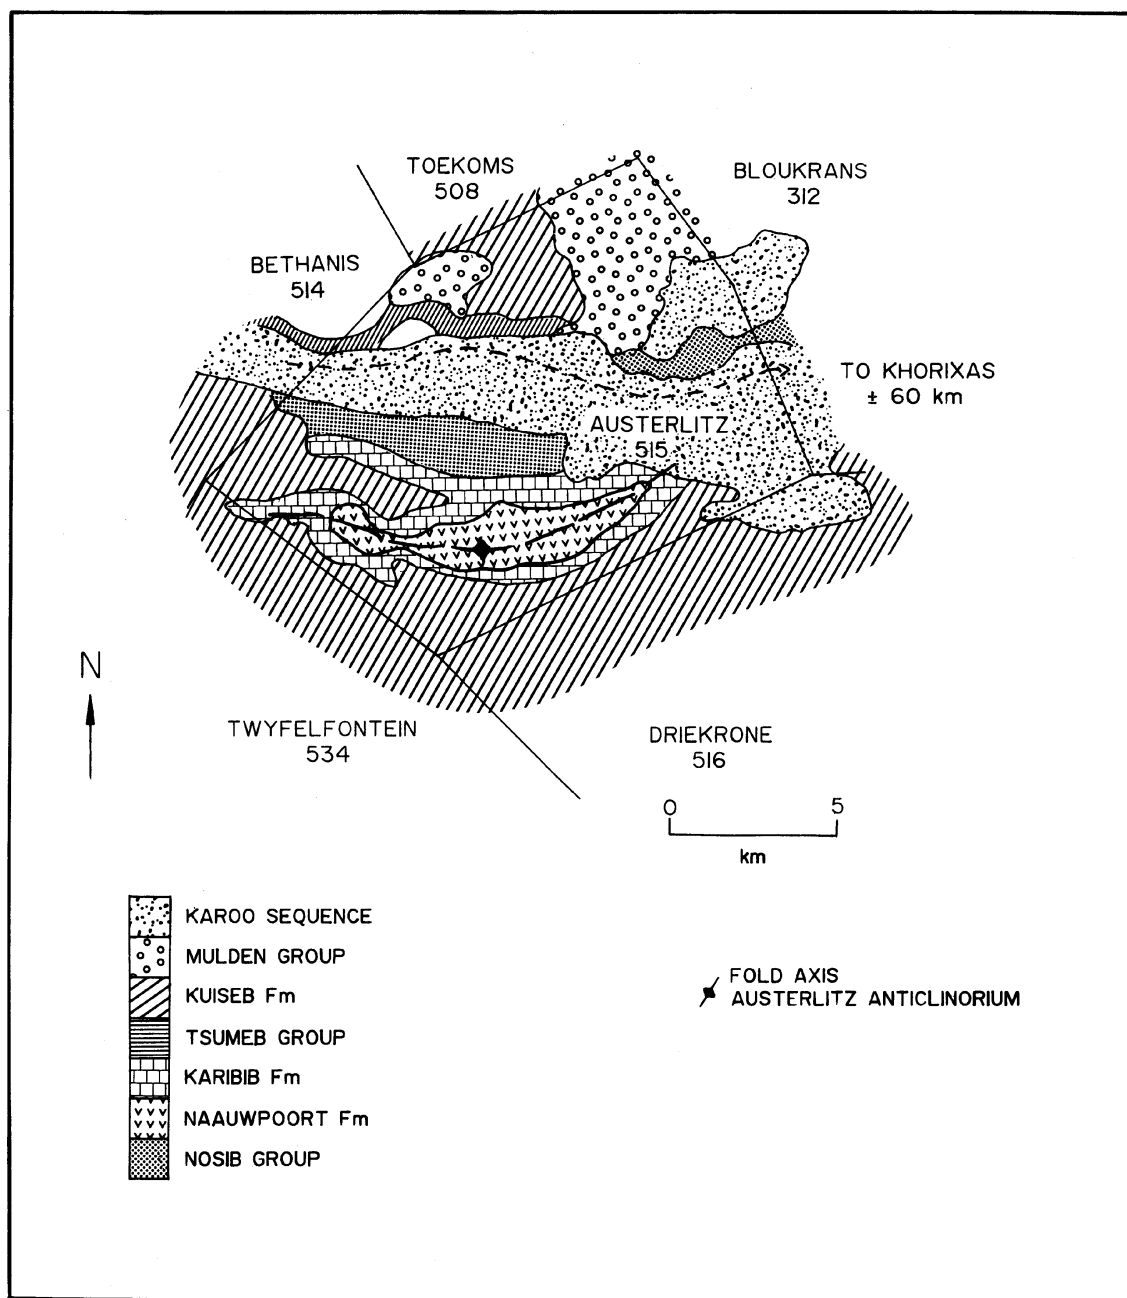 TOEKOMS
508
BLOUKRANS
312
BETHANIS
514
TO KHORIXAS
± 60 km
AUSTERLITZ
515
N
TWYFELFONTEIN
534
DRIEKRONE
516
0 5
km
KAROO SEQUENCE
MULDEN GROUP
KUISEB Fm
TSUMEB GROUP
KARIBIB Fm
NAAUWPOORT Fm
NOSIB GROUP
FOLD AXIS
AUSTERLITZ ANTICLINORIUM